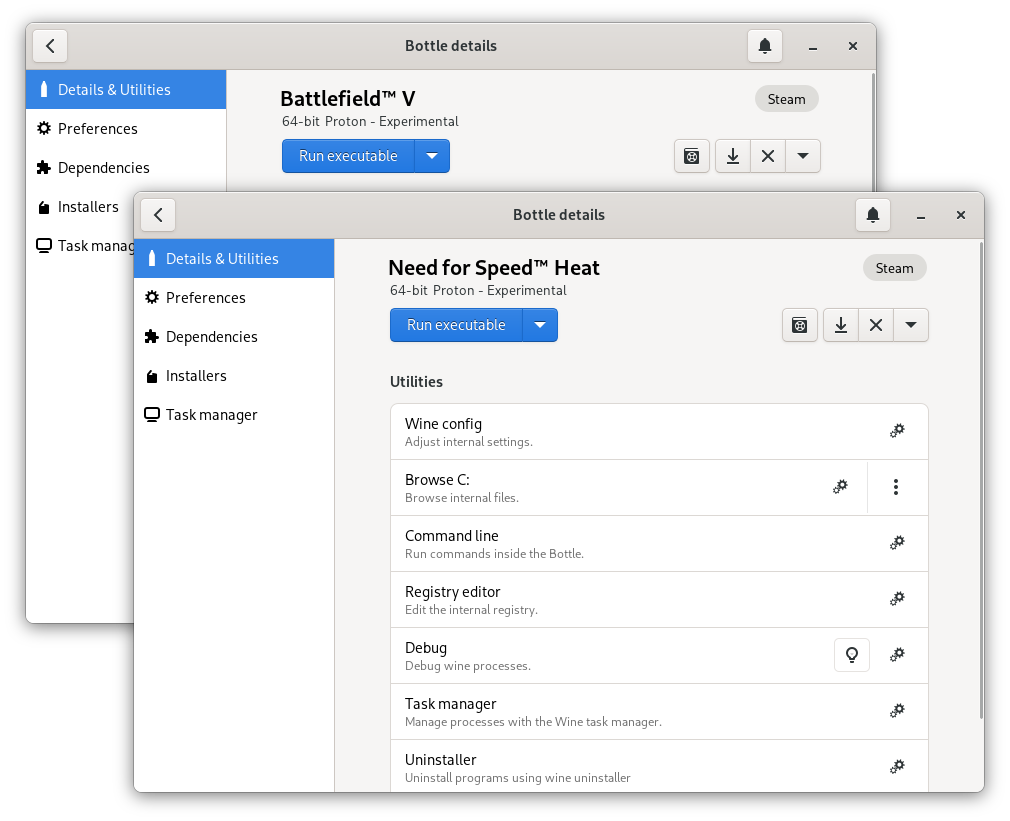 Bottle details
Details & Utilities
Preferences
Dependencies
Installers
Task manag
Battlefield™ V
Steam
64-bit Proton - Experimental
Run executable
Bottle details
Details & Utilities
Preferences
Dependencies
Installers
Task manager
Need for Speed™ Heat
Steam
64-bit Proton - Experimental
Run executable
Utilities
Wine config
Adjust internal settings.
Browse C:
Browse internal files.
Command line
Run commands inside the Bottle.
Registry editor
Edit the internal registry.
Debug
Debug wine processes.
Task manager
Manage processes with the Wine task manager.
Uninstaller
Uninstall programs using wine uninstaller